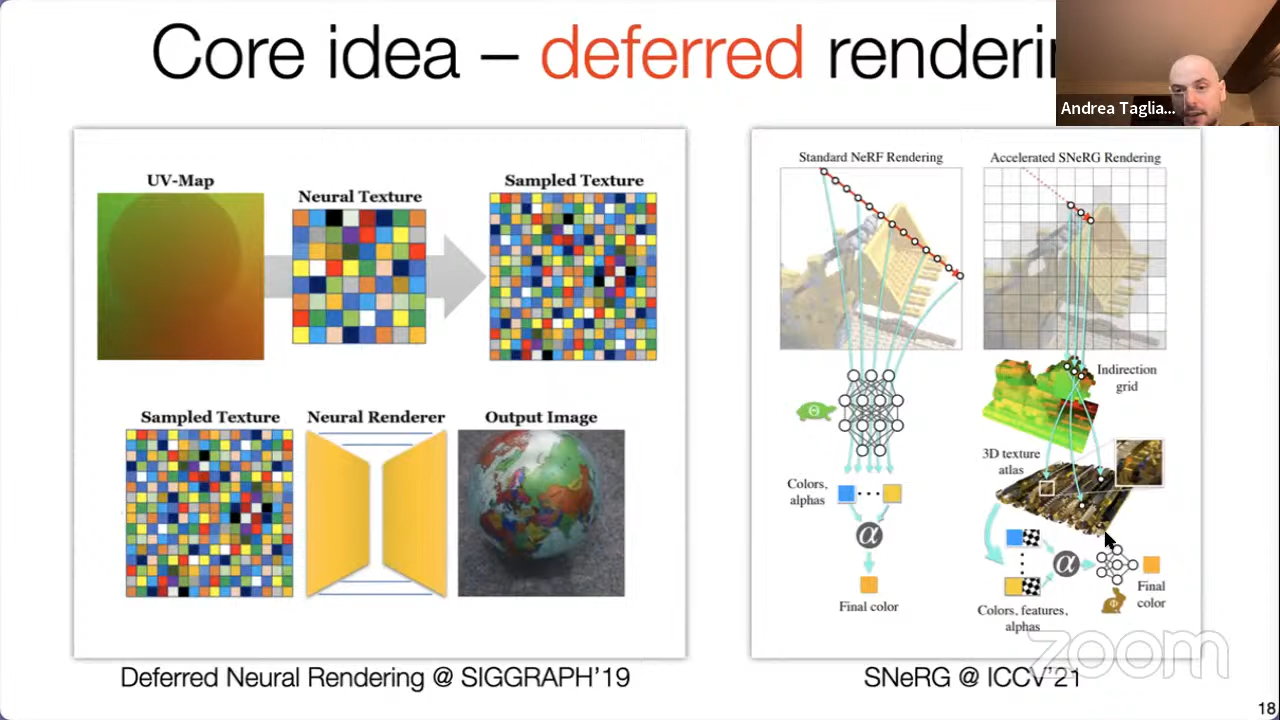 Core idea – deferred renderin
Andrea Taglia...
UV-Map
Neural Texture
Sampled Texture
Sampled Texture
Neural Renderer
Output Image
Deferred Neural Rendering @ SIGGRAPH'19
Standard NeRF Rendering
Accelerated SNeRG Rendering
Indirection
grid
Θ
3D texture
atlas
Colors,
alphas
α
Final color
α
Φ
Final
color
Colors, features,
alphas
zoom
SNeRG @ ICCV'21
18